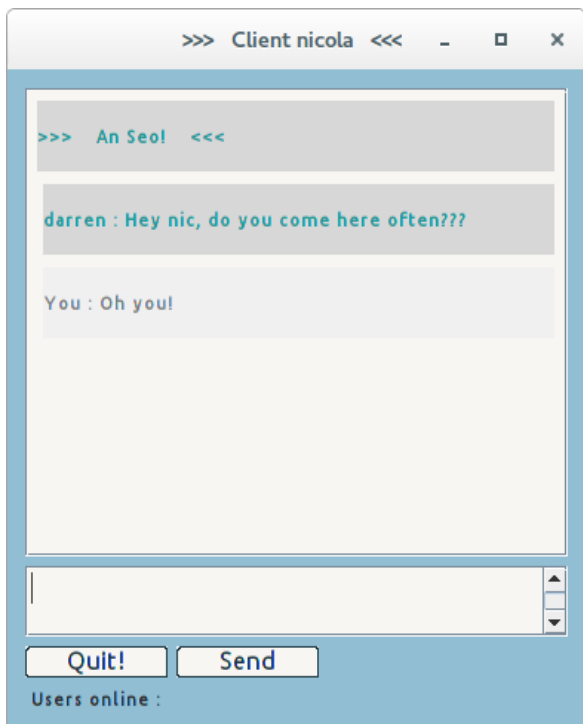 >>> Client nicola <<<
>>> An Seo! <<<
darren : Hey nic, do you come here often???
You : Oh you!
Quit! Send
Users online :